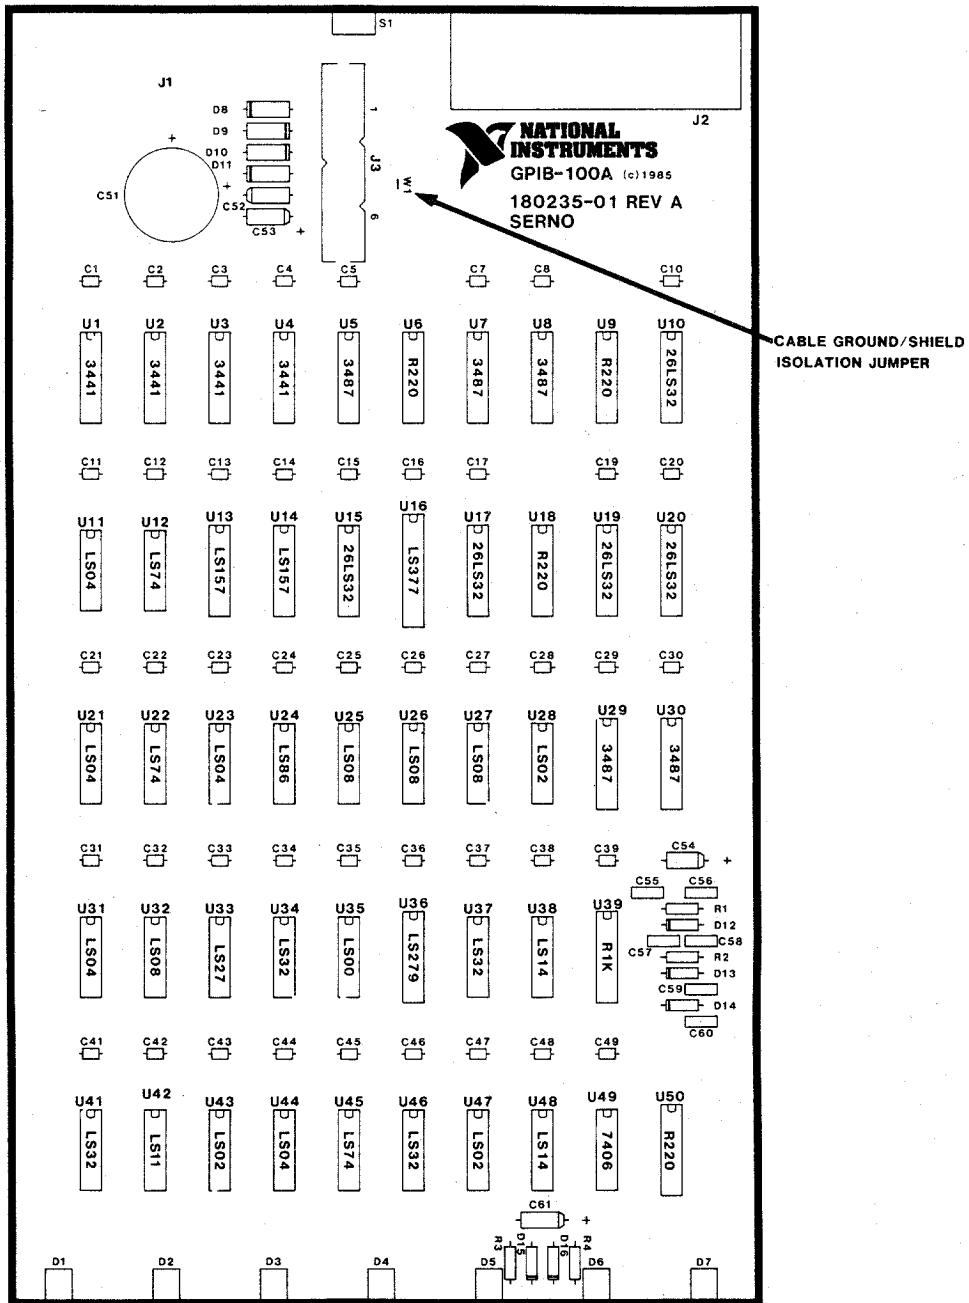 S1
J1
J2
D8
D9
D10
D11
C51
C52
C53
+
+
+
1
J3
6
W1
NATIONAL
INSTRUMENTS
GPIB-100A (c)1985
180235-01 REV A
SERNO
CABLE GROUND/SHIELD
ISOLATION JUMPER
C1 C2 C3 C4 C5 C7 C8 C10
U1 U2 U3 U4 U5 U6 U7 U8 U9 U10
3441 3441 3441 3441 3487 R220 3487 3487 R220 26LS32
C11 C12 C13 C14 C15 C16 C17 C19 C20
U11 U12 U13 U14 U15 U16 U17 U18 U19 U20
LS04 LS74 LS157 LS157 26LS32 LS377 26LS32 R220 26LS32 26LS32
C21 C22 C23 C24 C25 C26 C27 C28 C29 C30
U21 U22 U23 U24 U25 U26 U27 U28 U29 U30
LS04 LS74 LS04 LS86 LS08 LS08 LS08 LS02 3487 3487
C31 C32 C33 C34 C35 C36 C37 C38 C39 C54 +
C55 C56
R1
D12
C57 C58
R2
D13
C59
D14
C60
U31 U32 U33 U34 U35 U36 U37 U38 U39
LS04 LS08 LS27 LS32 LS00 LS279 LS32 LS14 R1K
C41 C42 C43 C44 C45 C46 C47 C48 C49
U41 U42 U43 U44 U45 U46 U47 U48 U49 U50
LS32 LS11 LS02 LS04 LS74 LS32 LS02 LS14 7406 R220
C61 +
R3 D15 D16 R4
D1 D2 D3 D4 D5 D6 D7